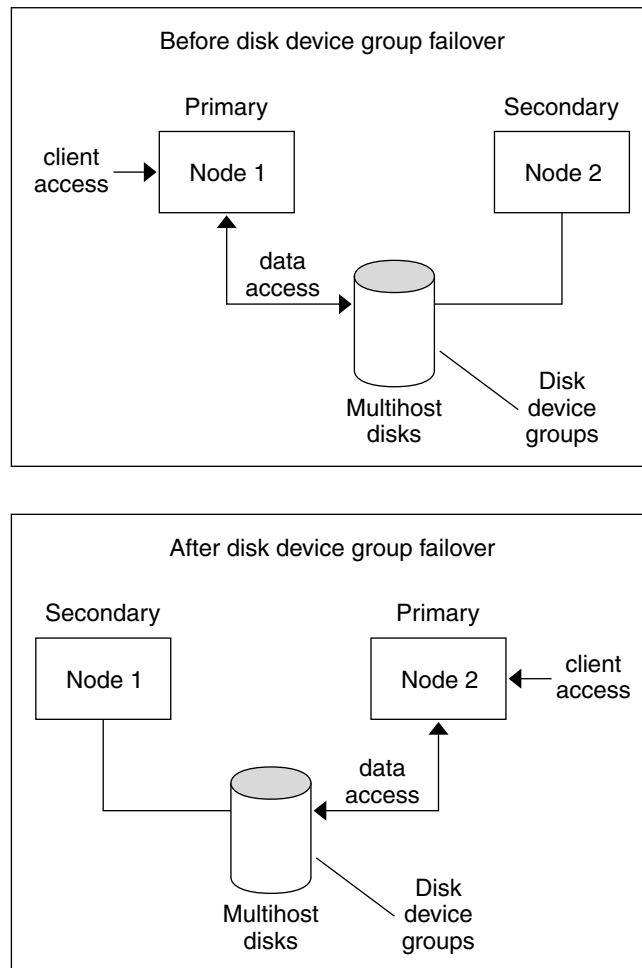 Before disk device group failover
Primary
Secondary
client
access
Node 1
Node 2
data
access
Multihost
disks
Disk
device
groups
After disk device group failover
Secondary
Primary
Node 1
Node 2
client
access
data
access
Multihost
disks
Disk
device
groups